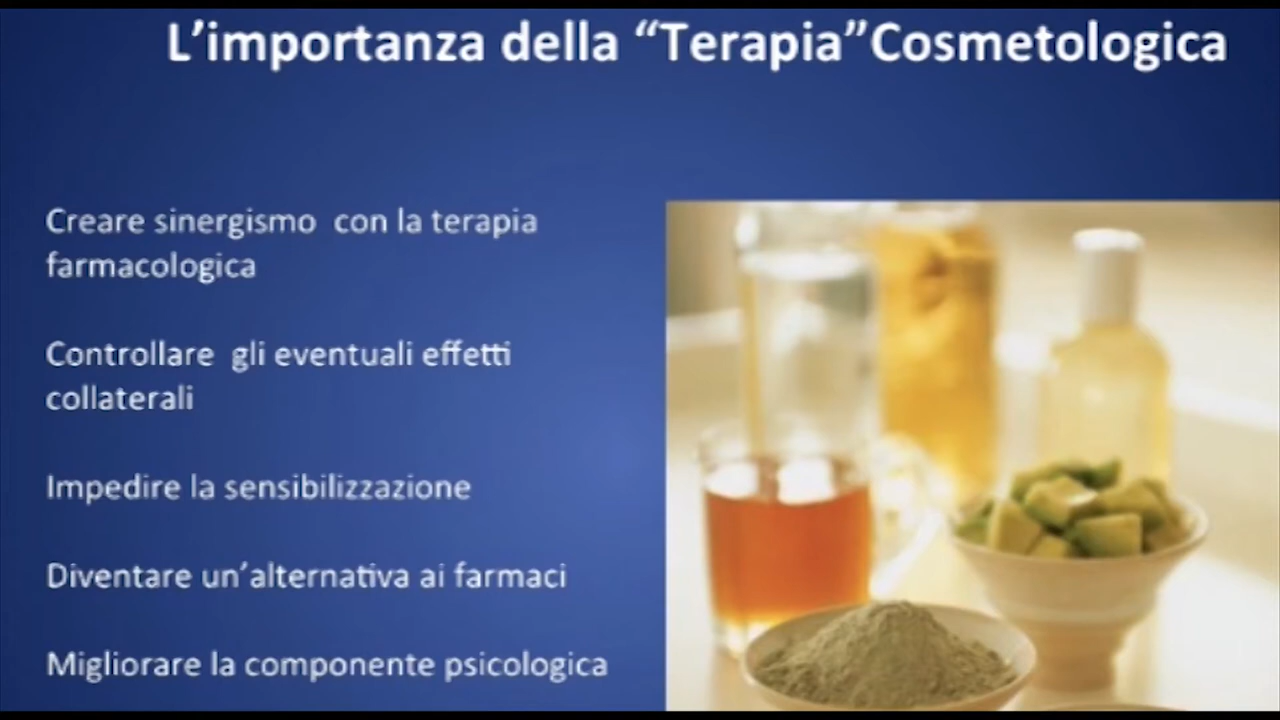 L’importanza della “Terapia”Cosmetologica
Creare sinergismo con la terapia
farmacologica
Controllare gli eventuali effetti
collaterali
Impedire la sensibilizzazione
Diventare un’alternativa ai farmaci
Migliorare la componente psicologica